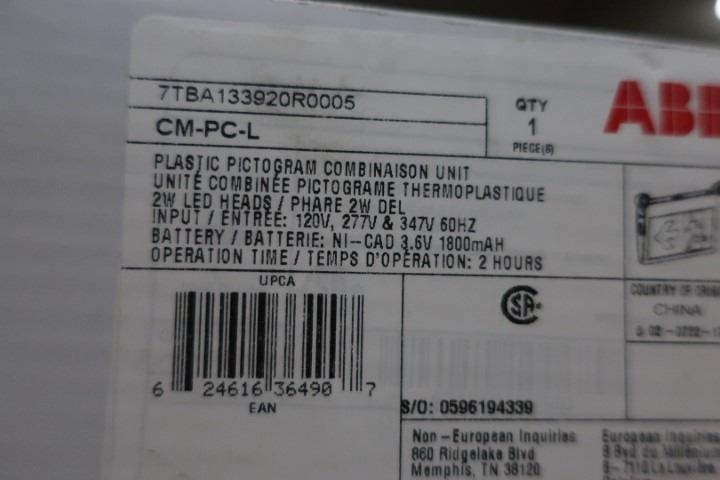 7TBA133920R0005
CM-PC-L
QTY
1
PIECE(S)
ABB
PLASTIC PICTOGRAM COMBINAISON UNIT
UNITÉ COMBINÉE PICTOGRAME THERMOPLASTIQUE
2W LED HEADS / PHARE 2W DEL
INPUT / ENTRÉE: 120V, 277V & 347V 60HZ
BATTERY / BATTERIE: NI-CAD 3.6V 1800mAH
OPERATION TIME / TEMPS D'OPÉRATION: 2 HOURS
UPCA
6 24616 36490 7
EAN
CSA
COUNTRY OF
CHINA
S/O: 0596194339
Non-European Inquiries
860 Ridgelake Blvd
Memphis, TN 38120
European Inquiries